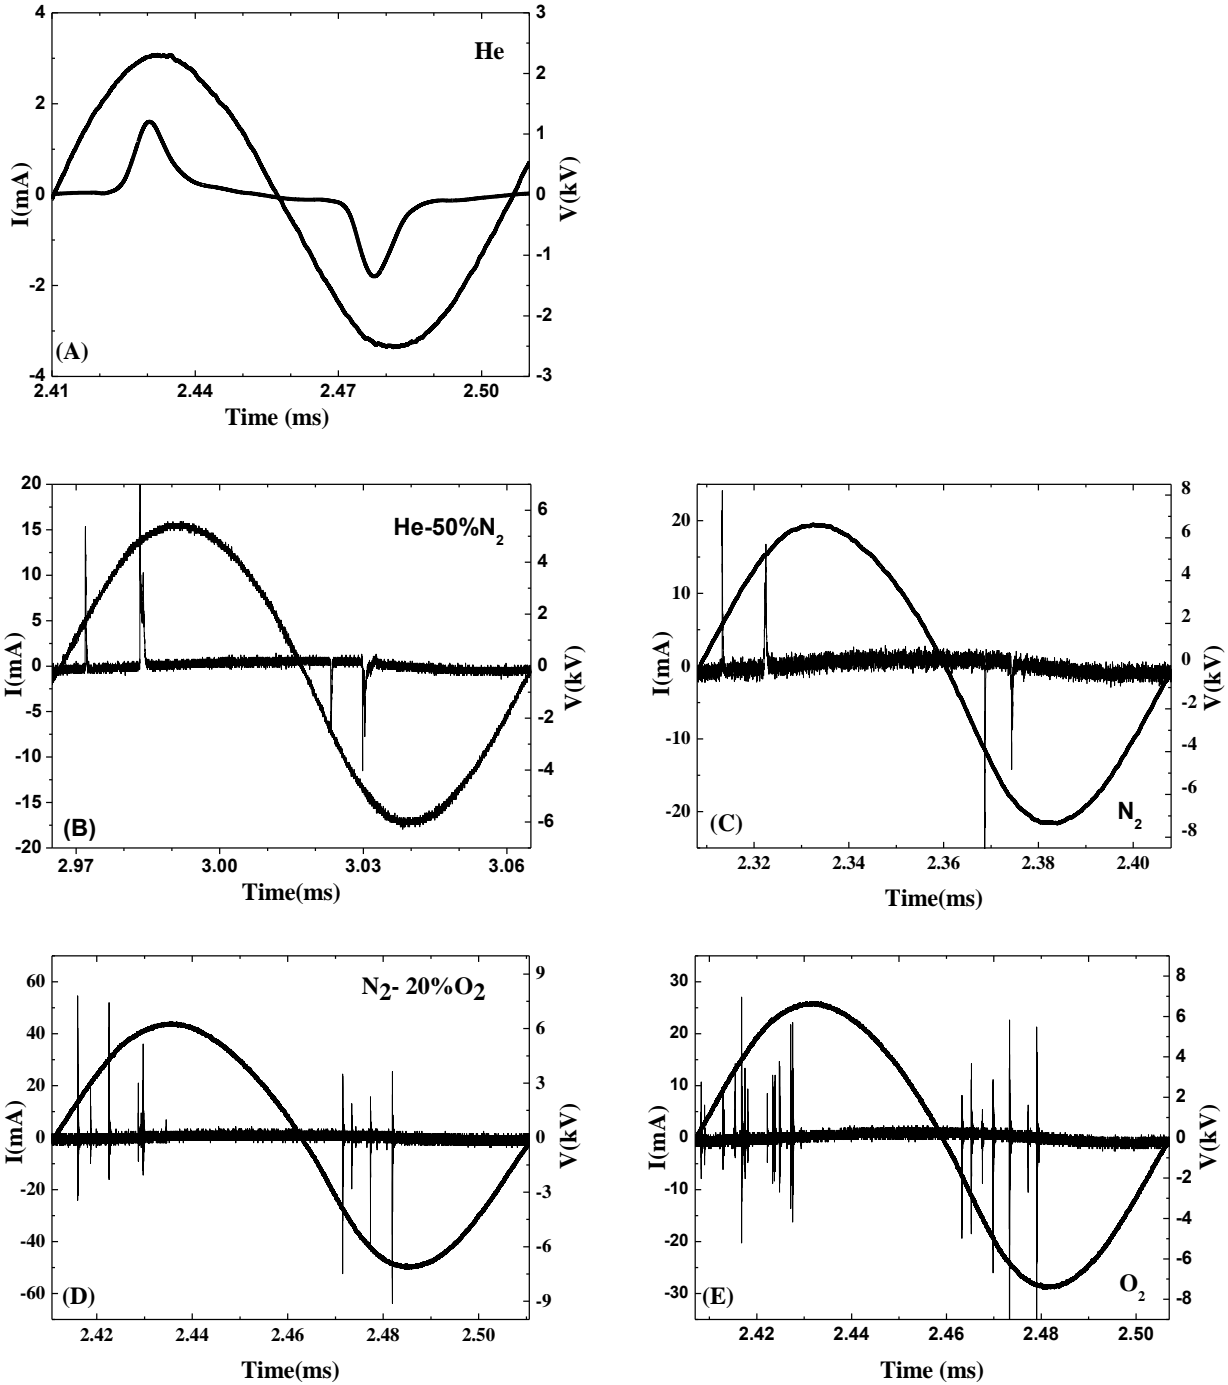 4 3
He
2
2 1
I(mA) 0 0 V(kV)
-1
-2
-2
(A)
-4 -3
2.41 2.44 2.47 2.50
Time (ms)
20
15 6
He-50%N2
10 4
5 2
I(mA) 0 0 V(kV)
-5 -2
-10 -4
-15 -6
(B)
-20
2.97 3.00 3.03 3.06
Time(ms)
8
20 6
4
10 2
I(mA) 0 0 V(kV)
-2
-10 -4
-6
-20 -8
(C) N2
2.32 2.34 2.36 2.38 2.40
Time(ms)
9
60
N2- 20%O2
40 6
20 3
I(mA) 0 0 V(kV)
-20 -3
-40 -6
-60 -9
(D)
2.42 2.44 2.46 2.48 2.50
Time(ms)
30 8
20 6
4
10 2
I(mA) 0 0 V(kV)
-10 -2
-4
-20 -6
-30 -8
(E) O2
2.42 2.44 2.46 2.48 2.50
Time (ms)